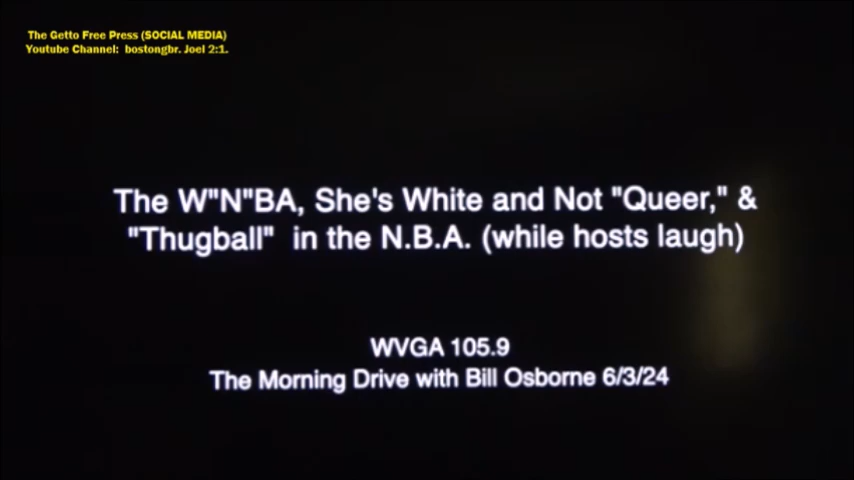 The Getto Free Press (SOCIAL MEDIA)
Youtube Channel: bostongbr. Joel 2:1.
The W"N"BA, She's White and Not "Queer," &
"Thugball" in the N.B.A. (while hosts laugh)
WVGA 105.9
The Morning Drive with Bill Osborne 6/3/24